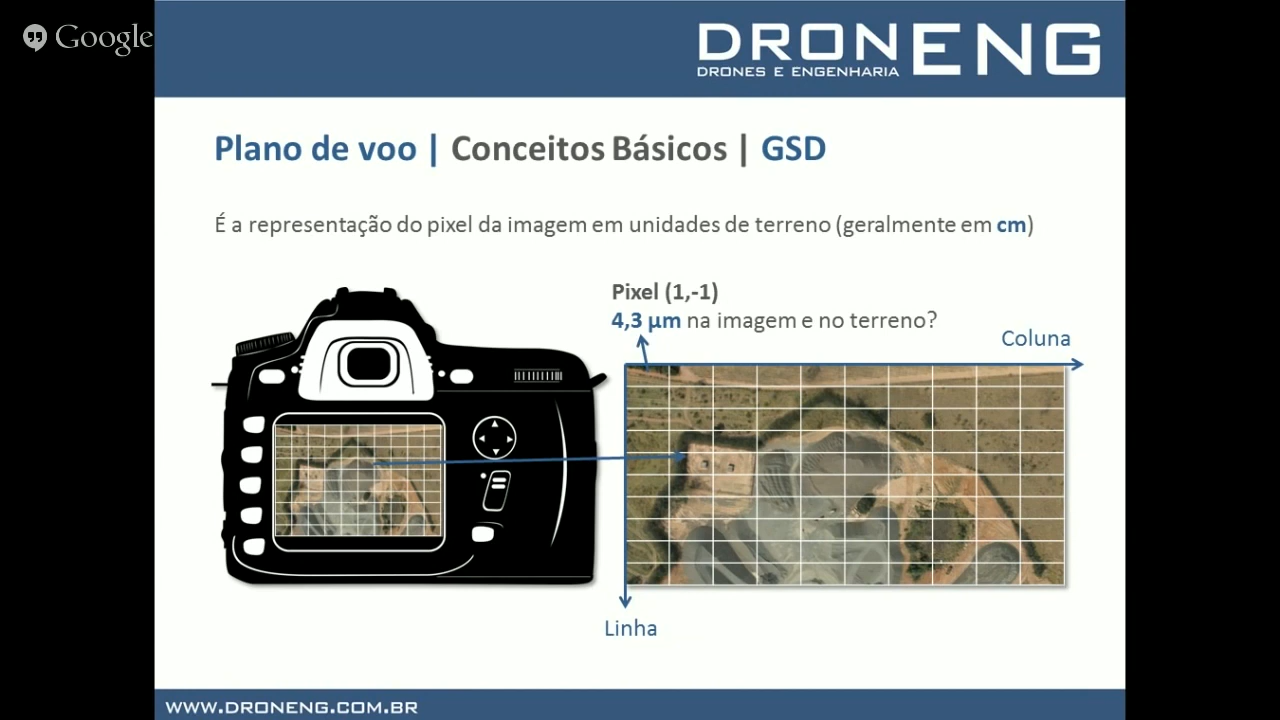 Google
DRONENG
DRONES E ENGENHARIA
Plano de voo | Conceitos Básicos | GSD
É a representação do pixel da imagem em unidades de terreno (geralmente em cm)
Pixel (1,-1)
4,3 µm na imagem e no terreno?
Coluna
Linha
WWW.DRONENG.COM.BR